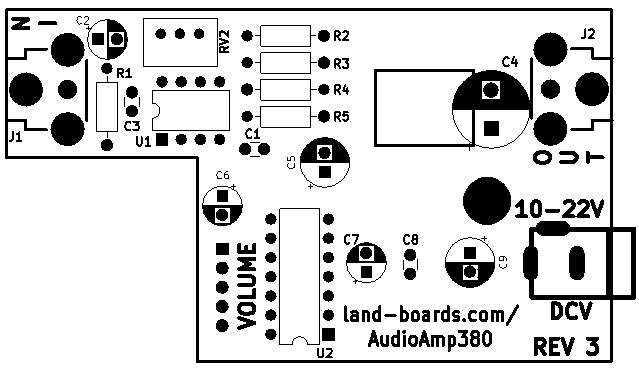 IN
C2
RV2
R2
J2
R3
C4
R1
R4
R5
J1
C3
U1
C1
OUT
C5
C6
10-22V
VOLUME
C7
C8
C9
land-boards.com/
DCV
AudioAmp380
U2
REV 3